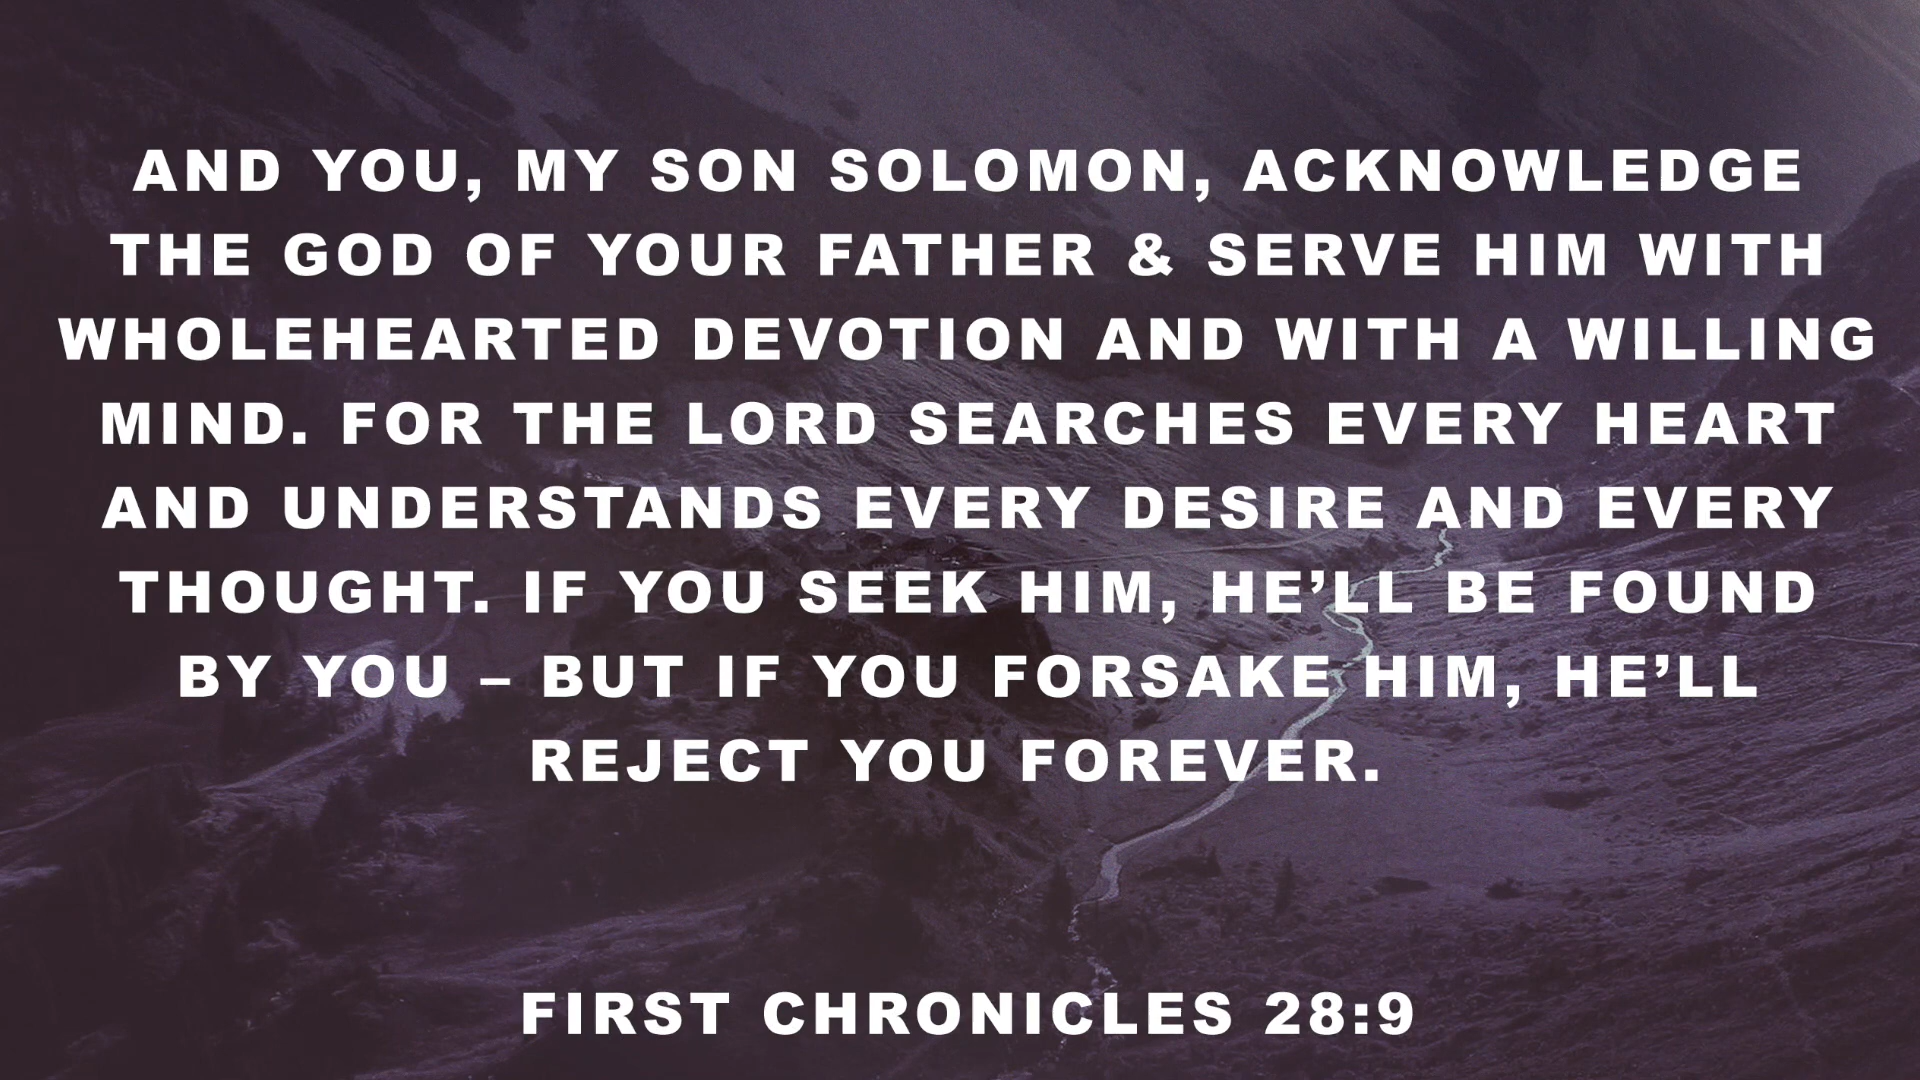 AND YOU, MY SON SOLOMON, ACKNOWLEDGE
THE GOD OF YOUR FATHER & SERVE HIM WITH
WHOLEHEARTED DEVOTION AND WITH A WILLING
MIND. FOR THE LORD SEARCHES EVERY HEART
AND UNDERSTANDS EVERY DESIRE AND EVERY
THOUGHT. IF YOU SEEK HIM, HE’LL BE FOUND
BY YOU – BUT IF YOU FORSAKE HIM, HE’LL
REJECT YOU FOREVER.
FIRST CHRONICLES 28:9